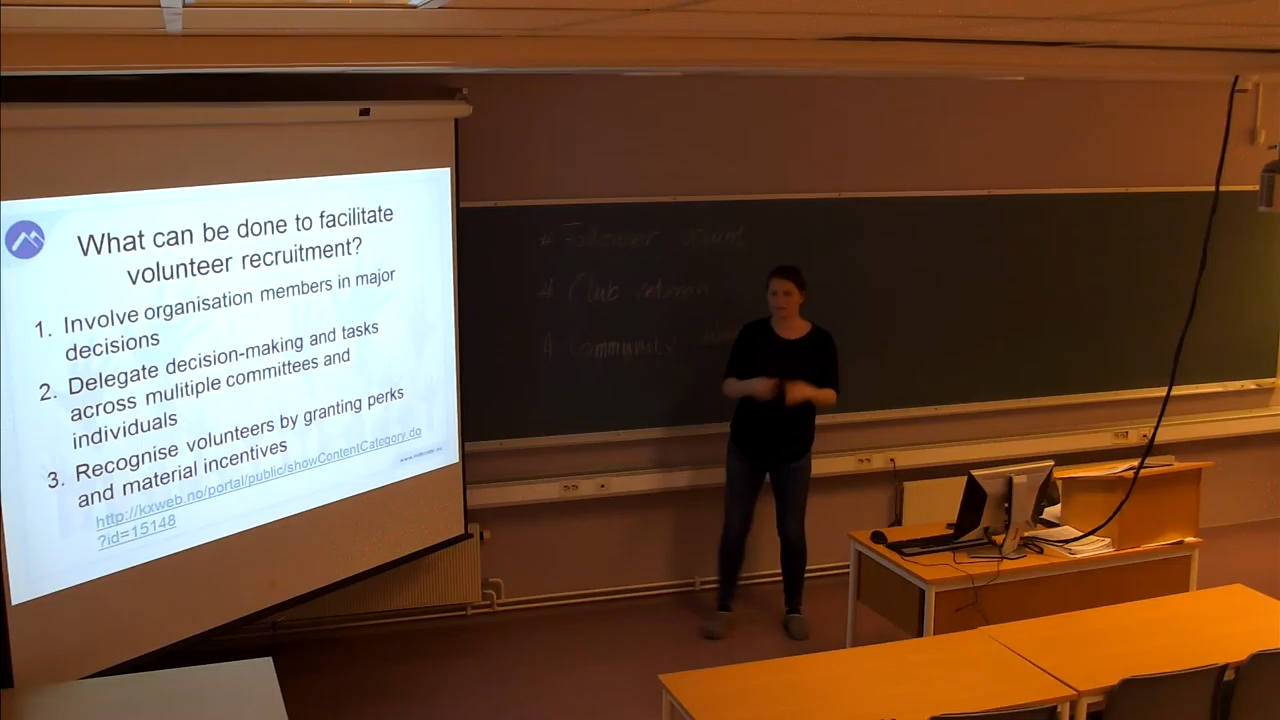 What can be done to facilitate
volunteer recruitment?
1. Involve organisation members in major
decisions
2. Delegate decision-making and tasks
across mulitiple committees and
individuals
3. Recognise volunteers by granting perks
and material incentives
http://kxweb.no/portal/public/showContentCategory.do
?id=15148
# Follower
# Club veteran
# Community